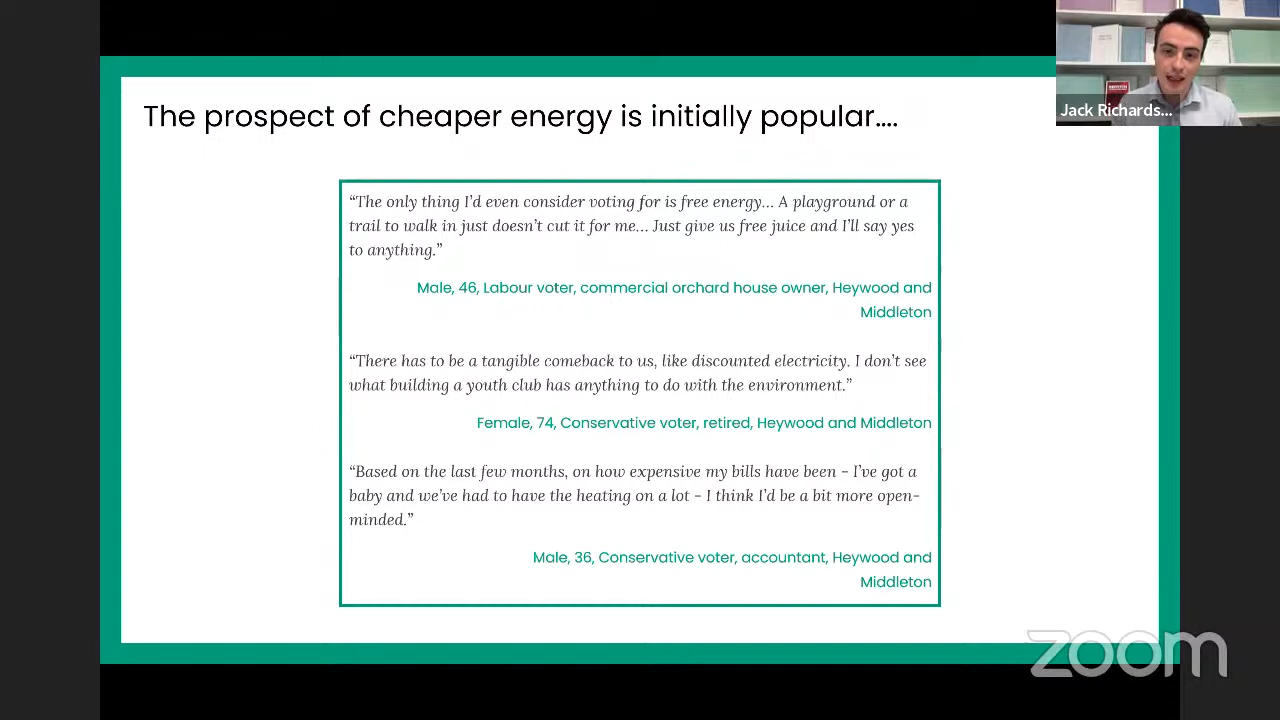 The prospect of cheaper energy is initially popular....
Jack Richards...
“The only thing I’d even consider voting for is free energy... A playground or a
trail to walk in just doesn’t cut it for me... Just give us free juice and I’ll say yes
to anything.”
Male, 46, Labour voter, commercial orchard house owner, Heywood and
Middleton
“There has to be a tangible comeback to us, like discounted electricity. I don’t see
what building a youth club has anything to do with the environment.”
Female, 74, Conservative voter, retired, Heywood and Middleton
“Based on the last few months, on how expensive my bills have been - I’ve got a
baby and we’ve had to have the heating on a lot - I think I’d be a bit more open-
minded.”
Male, 36, Conservative voter, accountant, Heywood and
Middleton
zoom